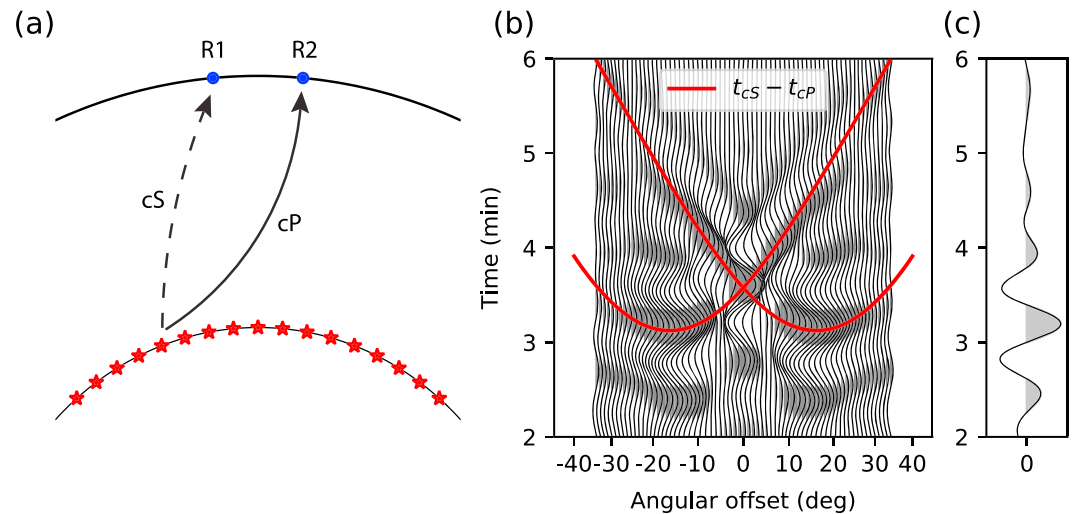 (a)
R1
R2
cS
cP
(b)
t_cS − t_cP
6
5
4
3
2
Time (min)
-40 -30 -20 -10 0 10 20 30 40
Angular offset (deg)
(c)
6
5
4
3
2
0